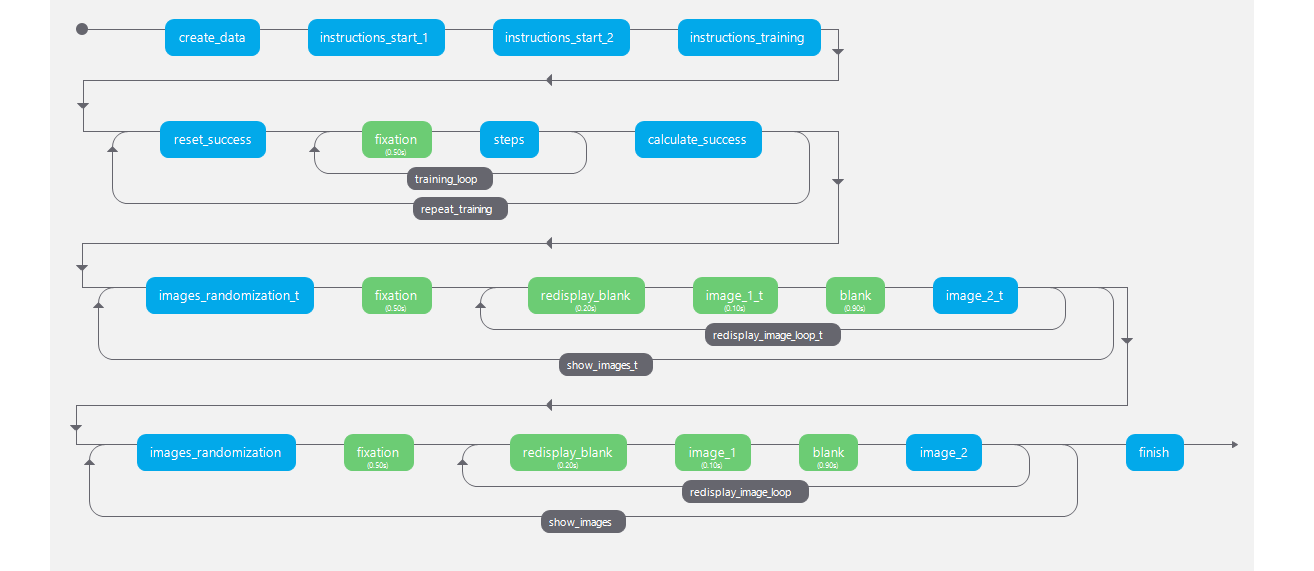 create_data
instructions_start_1
instructions_start_2
instructions_training
reset_success
fixation
(0.50s)
steps
calculate_success
training_loop
repeat_training
images_randomization_t
fixation
(0.50s)
redisplay_blank
(0.20s)
image_1_t
(0.10s)
blank
(0.90s)
image_2_t
redisplay_image_loop_t
show_images_t
images_randomization
fixation
(0.50s)
redisplay_blank
(0.20s)
image_1
(0.10s)
blank
(0.90s)
image_2
finish
redisplay_image_loop
show_images